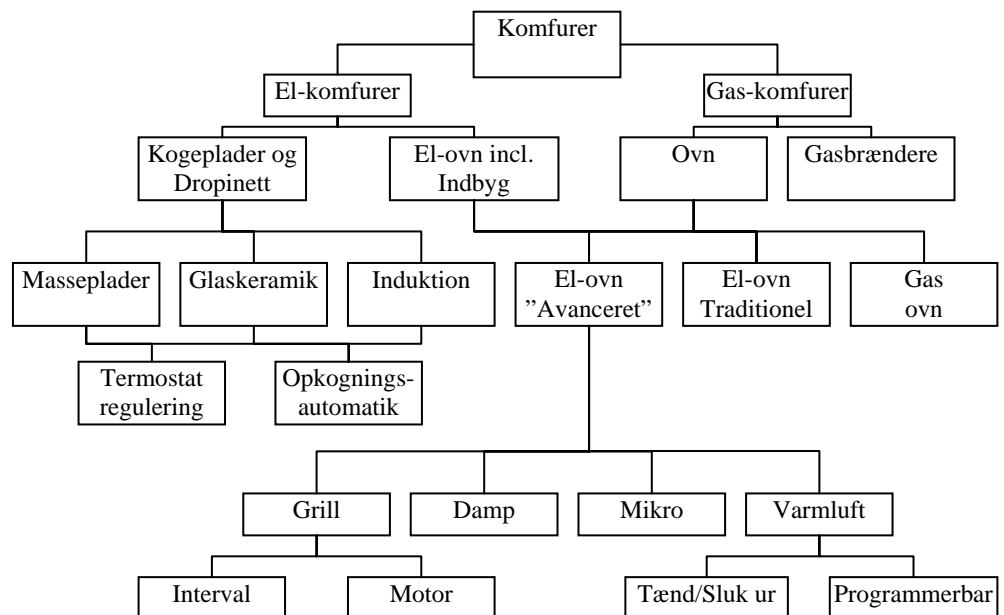 Komfurer
El-komfurer
Gas-komfurer
Kogeplader og
Dropinett
El-ovn incl.
Indbyg
Ovn
Gasbrændere
Masseplader
Glaskeramik
Induktion
El-ovn
”Avanceret”
El-ovn
Traditionel
Gas
ovn
Termostat
regulering
Opkognings-
automatik
Grill
Damp
Mikro
Varmluft
Interval
Motor
Tænd/Sluk ur
Programmerbar